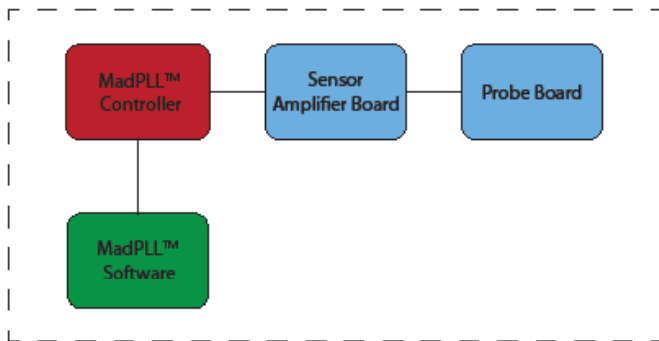 MadPLL™
Controller
Sensor
Amplifier Board
Probe Board
MadPLL™
Software